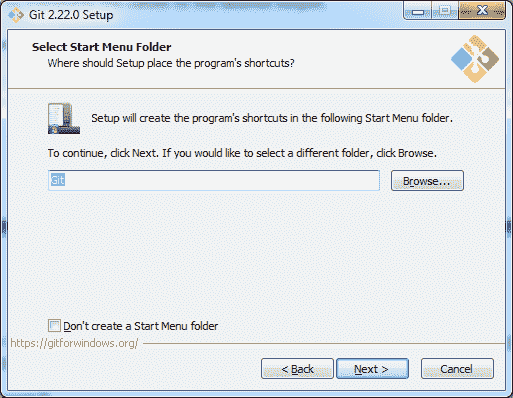 Git 2.22.0 Setup
Select Start Menu Folder
Where should Setup place the program's shortcuts?
Setup will create the program's shortcuts in the following Start Menu folder.
To continue, click Next. If you would like to select a different folder, click Browse.
Git
Browse...
Don't create a Start Menu folder
https://gitforwindows.org/
< Back
Next >
Cancel